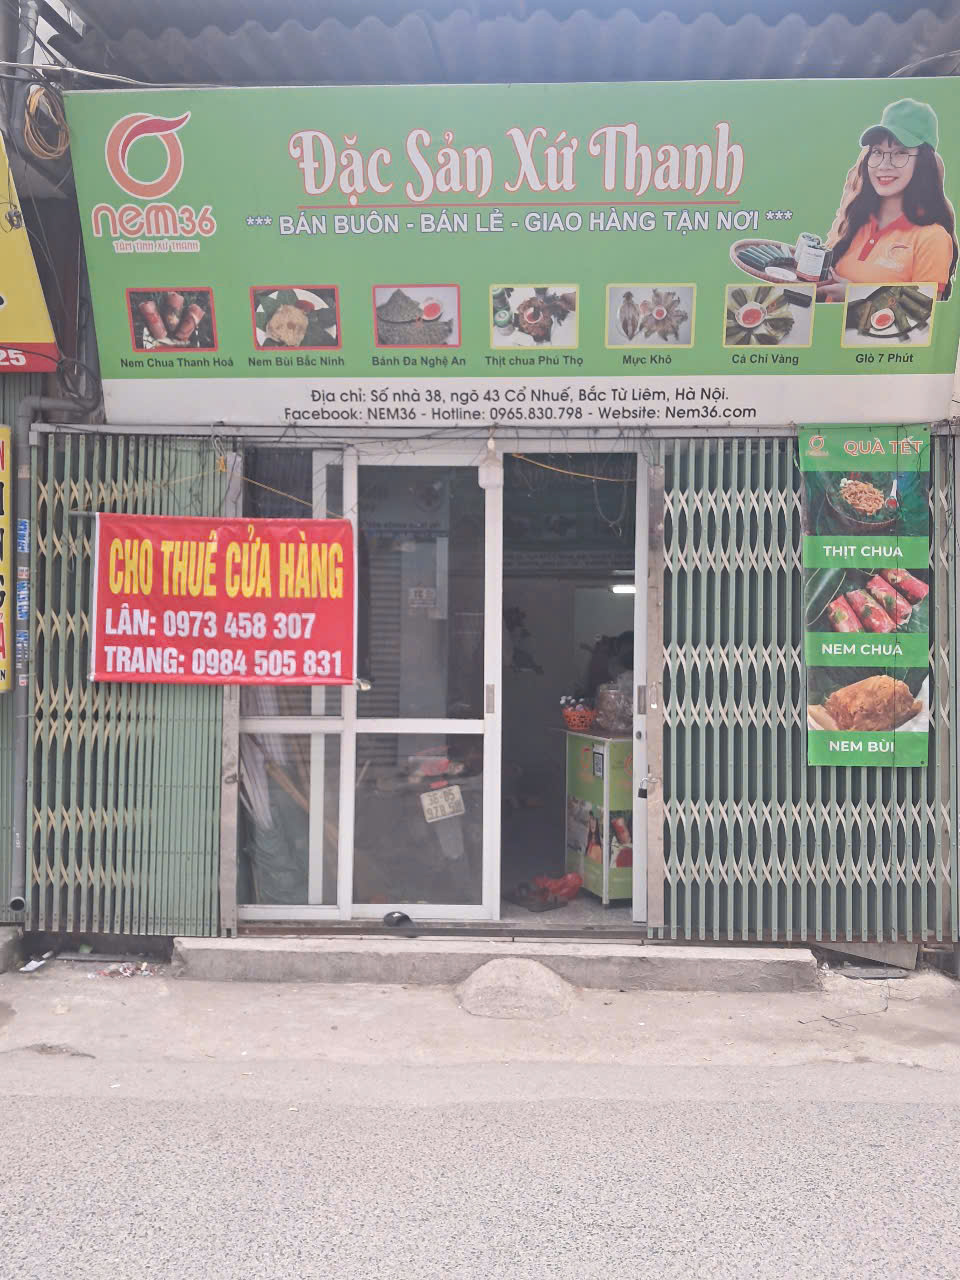 nem36
TÂM TÌNH XỨ THANH
Đặc Sản Xứ Thanh
*** BÁN BUÔN - BÁN LẺ - GIAO HÀNG TẬN NƠI ***
Nem Chua Thanh Hoá
Nem Bùi Bắc Ninh
Bánh Đa Nghệ An
Thịt chua Phú Thọ
Mực Khô
Cá Chỉ Vàng
Giò 7 Phút
Địa chỉ: Số nhà 38, ngõ 43 Cổ Nhuế, Bắc Từ Liêm, Hà Nội.
Facebook: NEM36 - Hotline: 0965.830.798 - Website: Nem36.com
25
QUÀ TẾT
THỊT CHUA
NEM CHUA
NEM BÙI
CHO THUÊ CỬA HÀNG
LÂN: 0973 458 307
TRANG: 0984 505 831